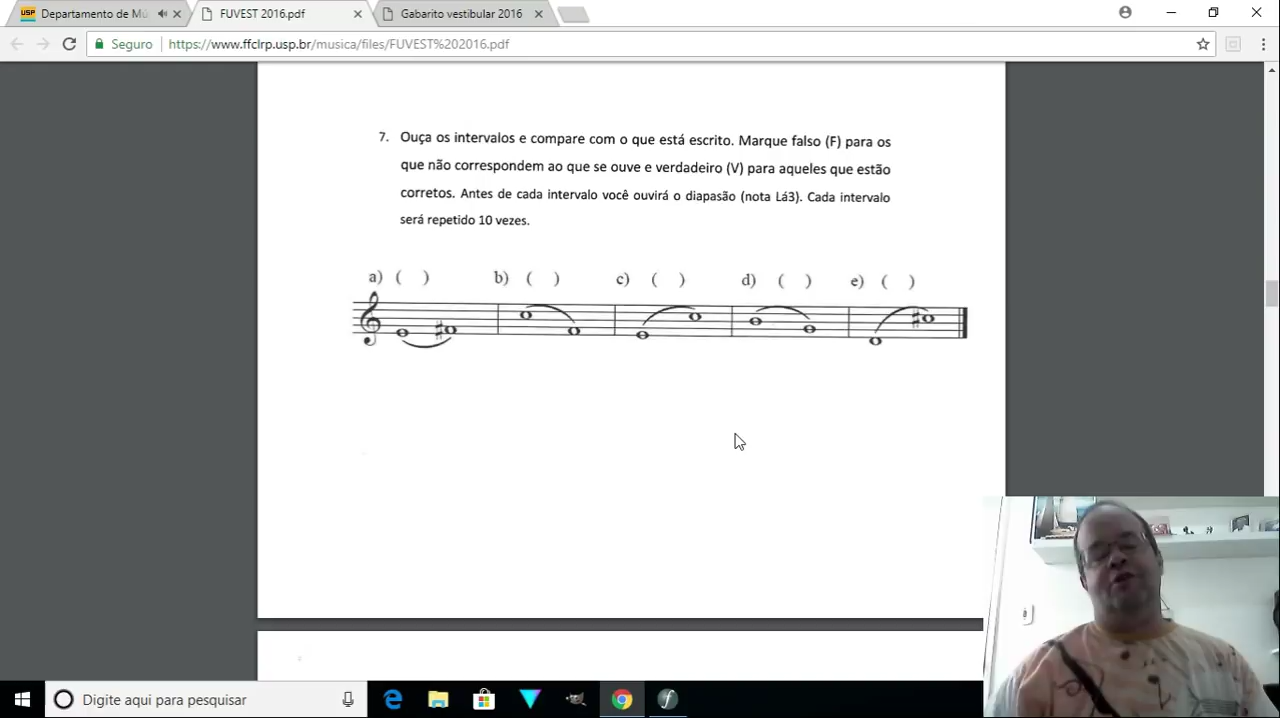 Departamento de Mú
FUVEST 2016.pdf
Gabarito vestibular 2016
Seguro
https://www.ffclrp.usp.br/musica/files/FUVEST%202016.pdf
7. Ouça os intervalos e compare com o que está escrito. Marque falso (F) para os
que não correspondem ao que se ouve e verdadeiro (V) para aqueles que estão
corretos. Antes de cada intervalo você ouvirá o diapasão (nota Lá3). Cada intervalo
será repetido 10 vezes.
a) ( ) b) ( ) c) ( ) d) ( ) e) ( )
Digite aqui para pesquisar